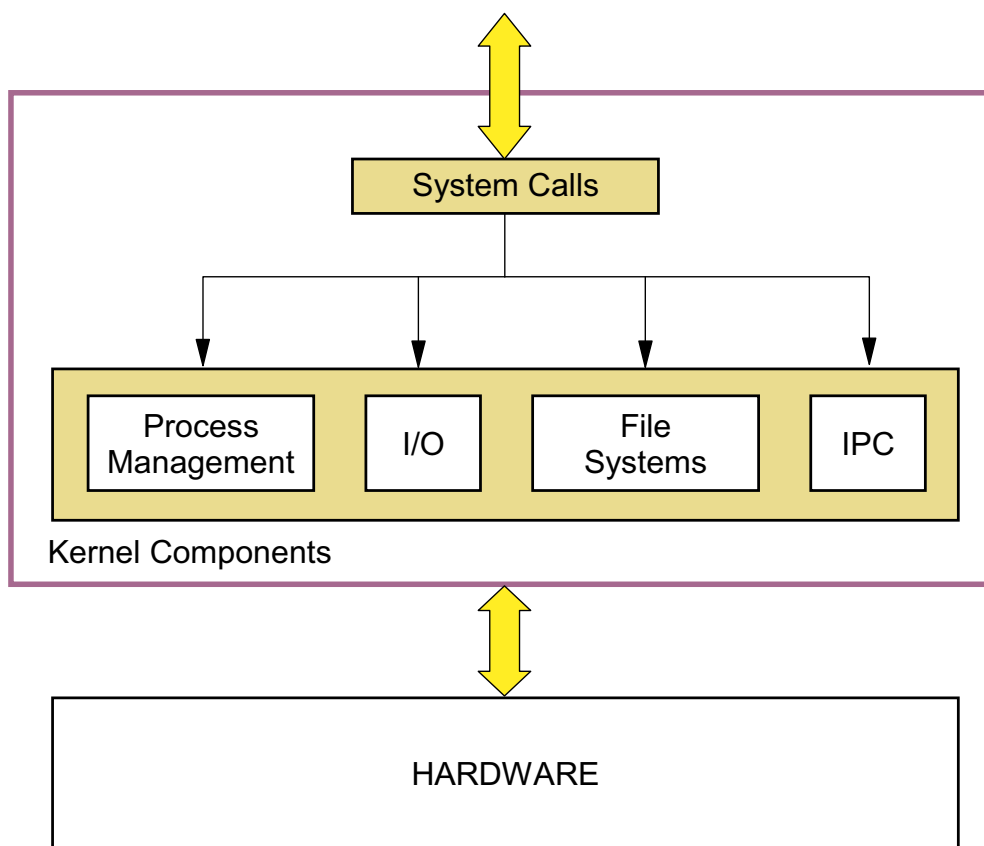 System Calls
Process
Management
I/O
File
Systems
IPC
Kernel Components
HARDWARE